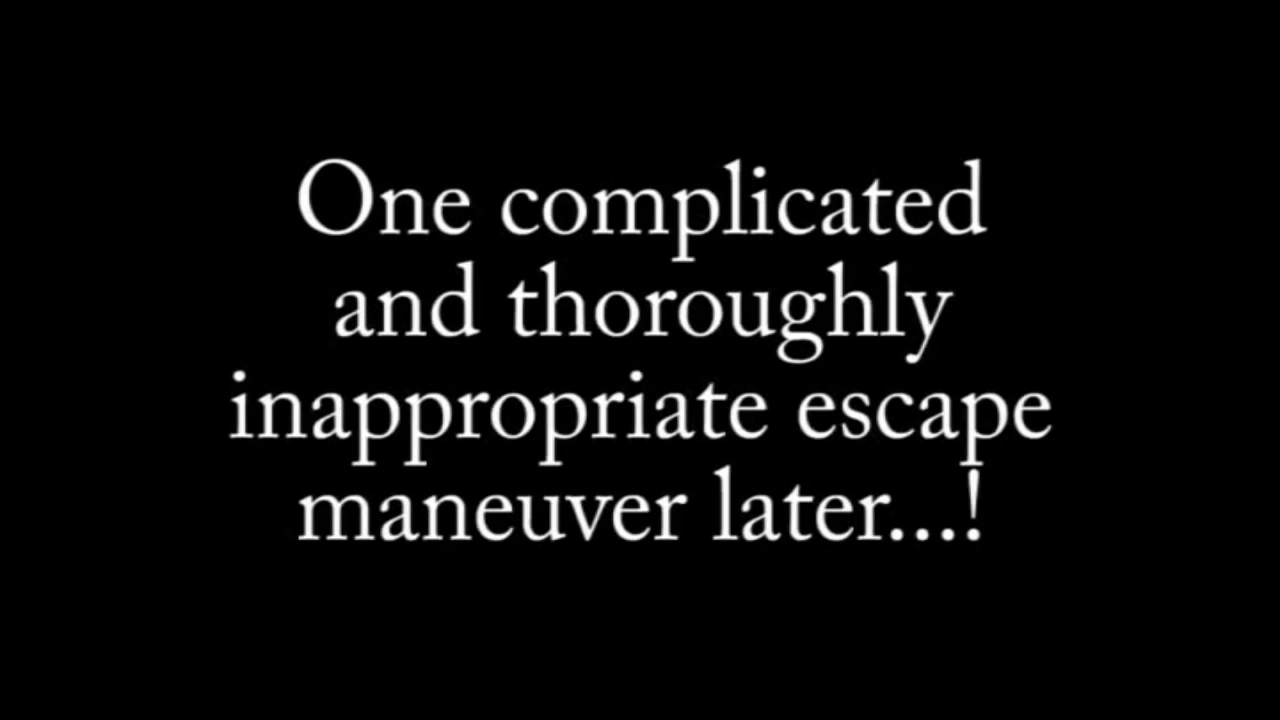 One complicated
and thoroughly
inappropriate escape
maneuver later...!